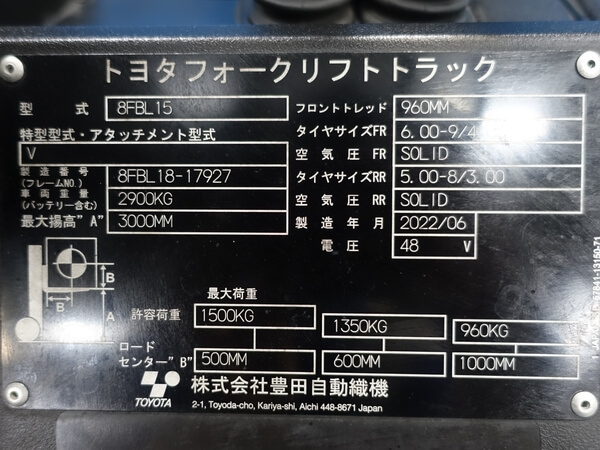 トヨタフォークリフトトラック
型 式 8FBL15 フロントトレッド 960MM
特型型式・アタッチメント型式 タイヤサイズFR 6.00-9/4.00
V 空気圧 FR SOLID
製造番号 (フレームNO.) 8FBL18-17927 タイヤサイズRR 5.00-8/3.00
車両重量 (バッテリー含む) 2900KG 空気圧 RR SOLID
最大揚高"A" 3000MM 製造年月 2022/06
電圧 48 V
B
B
A
最大荷重
許容荷重 1500KG 1350KG 960KG
ロード
センター"B" 500MM 600MM 1000MM
TOYOTA 株式会社豊田自動織機
2-1, Toyoda-cho, Kariya-shi, Aichi 448-8671 Japan